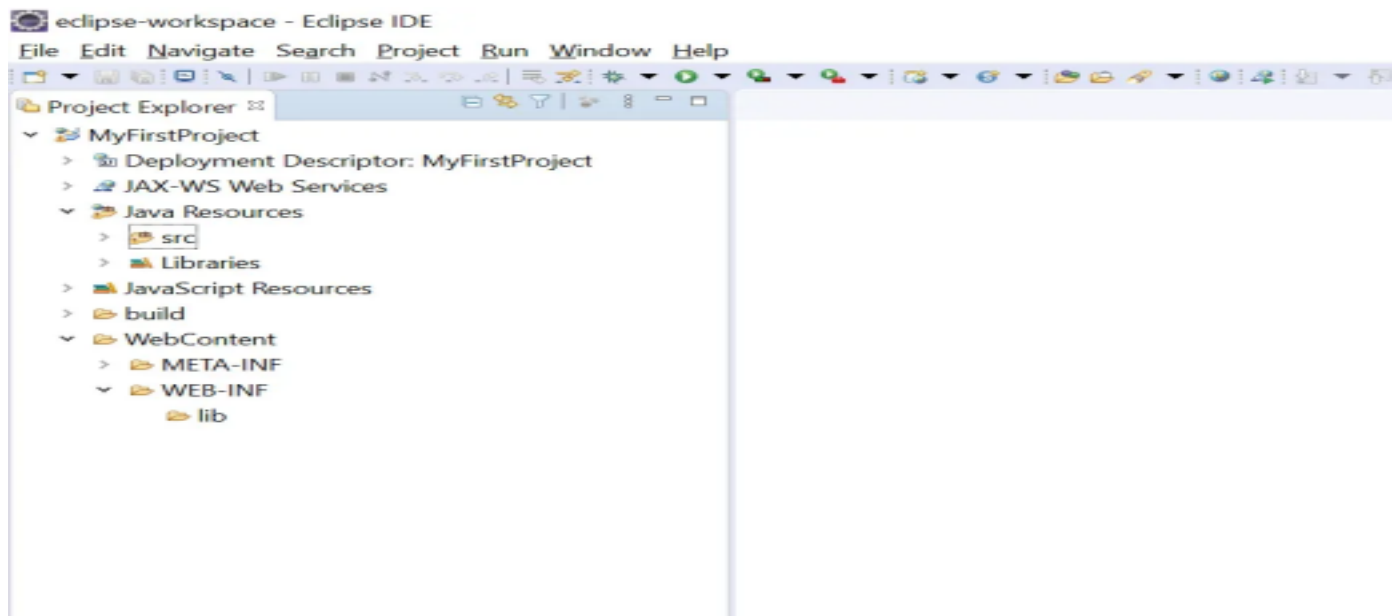 eclipse-workspace - Eclipse IDE
File Edit Navigate Search Project Run Window Help
Project Explorer
MyFirstProject
Deployment Descriptor: MyFirstProject
JAX-WS Web Services
Java Resources
src
Libraries
JavaScript Resources
build
WebContent
META-INF
WEB-INF
lib